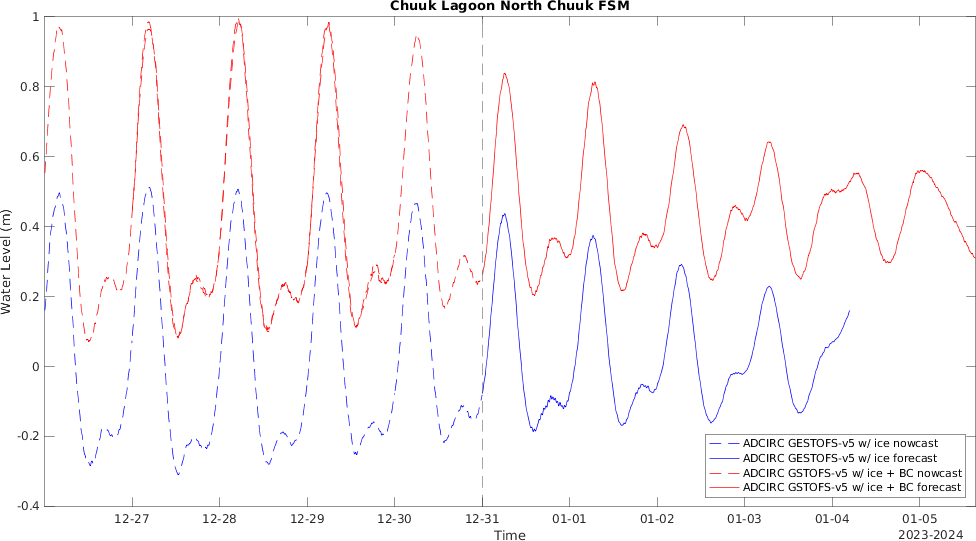 Chuuk Lagoon North Chuuk FSM
Water Level (m)
1
0.8
0.6
0.4
0.2
0
-0.2
-0.4
12-27
12-28
12-29
12-30
12-31
01-01
01-02
01-03
01-04
01-05
Time
2023-2024
ADCIRC GESTOFS-v5 w/ ice nowcast
ADCIRC GESTOFS-v5 w/ ice forecast
ADCIRC GSTOFS-v5 w/ ice + BC nowcast
ADCIRC GSTOFS-v5 w/ ice + BC forecast